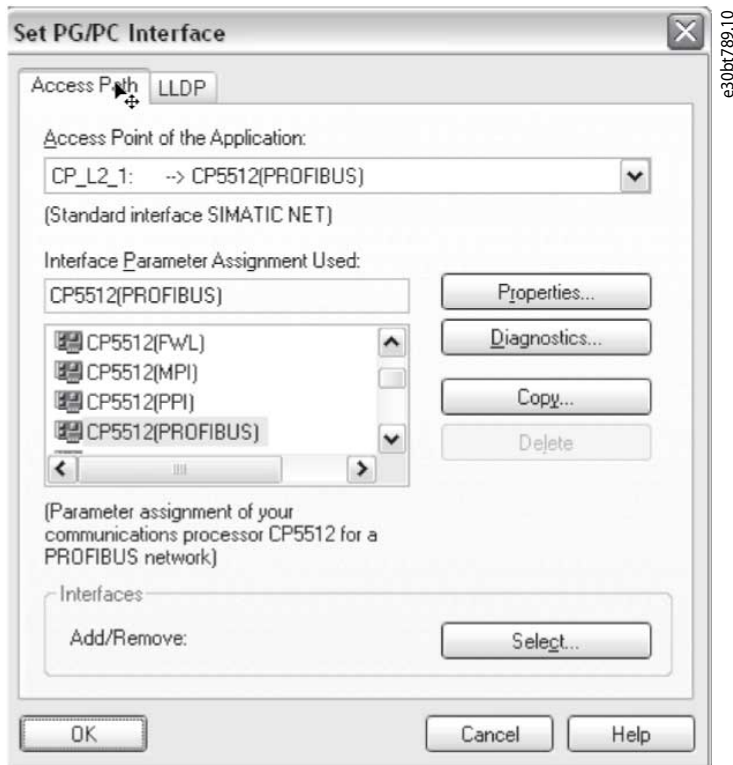 Set PG/PC Interface
e30bt789.10
Access Path
LLDP
Access Point of the Application:
CP_L2_1: --> CP5512(PROFIBUS)
(Standard interface SIMATIC NET)
Interface Parameter Assignment Used:
CP5512(PROFIBUS)
Properties...
CP5512(FWL)
Diagnostics...
CP5512(MPI)
CP5512(PPI)
Copy...
CP5512(PROFIBUS)
Delete
(Parameter assignment of your
communications processor CP5512 for a
PROFIBUS network)
Interfaces
Add/Remove:
Select...
OK
Cancel
Help